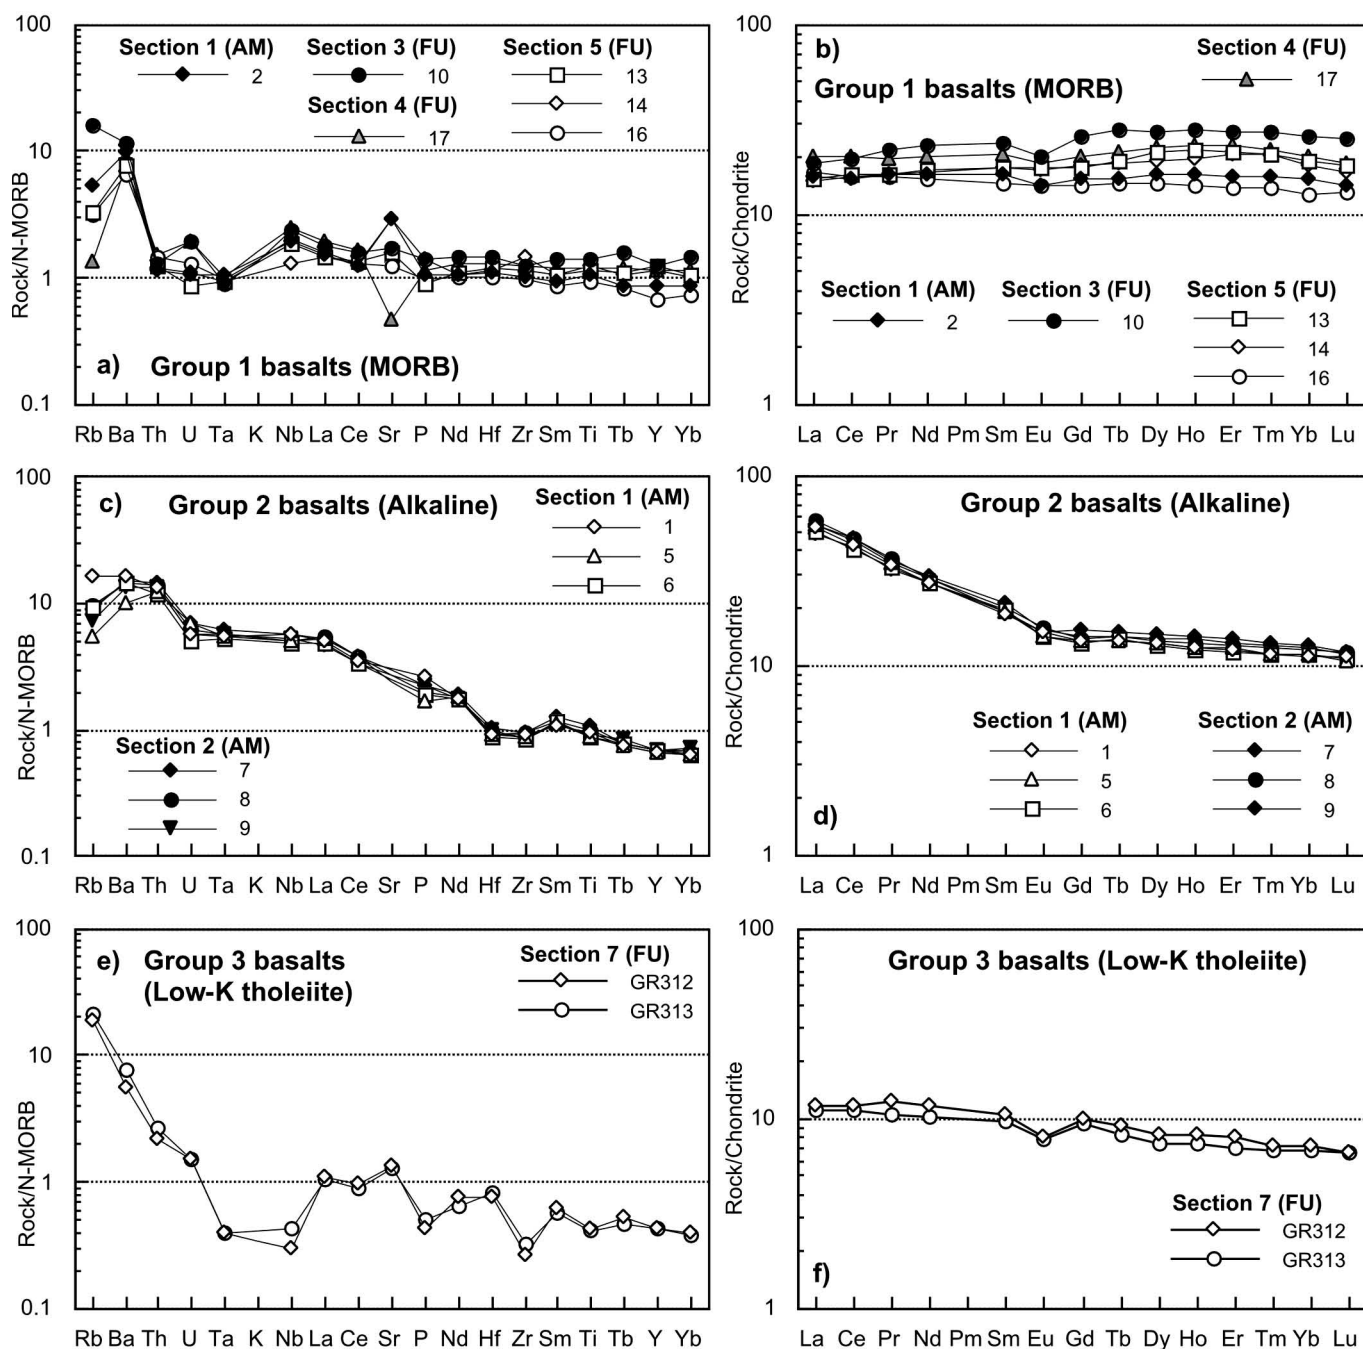 100
10
1
0.1
Rock/N-MORB
Section 1 (AM)
2
Section 3 (FU)
10
Section 4 (FU)
17
Section 5 (FU)
13
14
16
a) Group 1 basalts (MORB)
Rb Ba Th U Ta K Nb La Ce Sr P Nd Hf Zr Sm Ti Tb Y Yb
100
10
1
Rock/Chondrite
b)
Group 1 basalts (MORB)
Section 4 (FU)
17
Section 1 (AM)
2
Section 3 (FU)
10
Section 5 (FU)
13
14
16
La Ce Pr Nd Pm Sm Eu Gd Tb Dy Ho Er Tm Yb Lu
100
10
1
0.1
Rock/N-MORB
c) Group 2 basalts (Alkaline)
Section 1 (AM)
1
5
6
Section 2 (AM)
7
8
9
Rb Ba Th U Ta K Nb La Ce Sr P Nd Hf Zr Sm Ti Tb Y Yb
100
10
1
Rock/Chondrite
Group 2 basalts (Alkaline)
Section 1 (AM)
1
5
6
Section 2 (AM)
7
8
9
d)
La Ce Pr Nd Pm Sm Eu Gd Tb Dy Ho Er Tm Yb Lu
100
10
1
0.1
Rock/N-MORB
e) Group 3 basalts
(Low-K tholeiite)
Section 7 (FU)
GR312
GR313
Rb Ba Th U Ta K Nb La Ce Sr P Nd Hf Zr Sm Ti Tb Y Yb
100
10
1
Rock/Chondrite
Group 3 basalts (Low-K tholeiite)
Section 7 (FU)
GR312
GR313
f)
La Ce Pr Nd Pm Sm Eu Gd Tb Dy Ho Er Tm Yb Lu